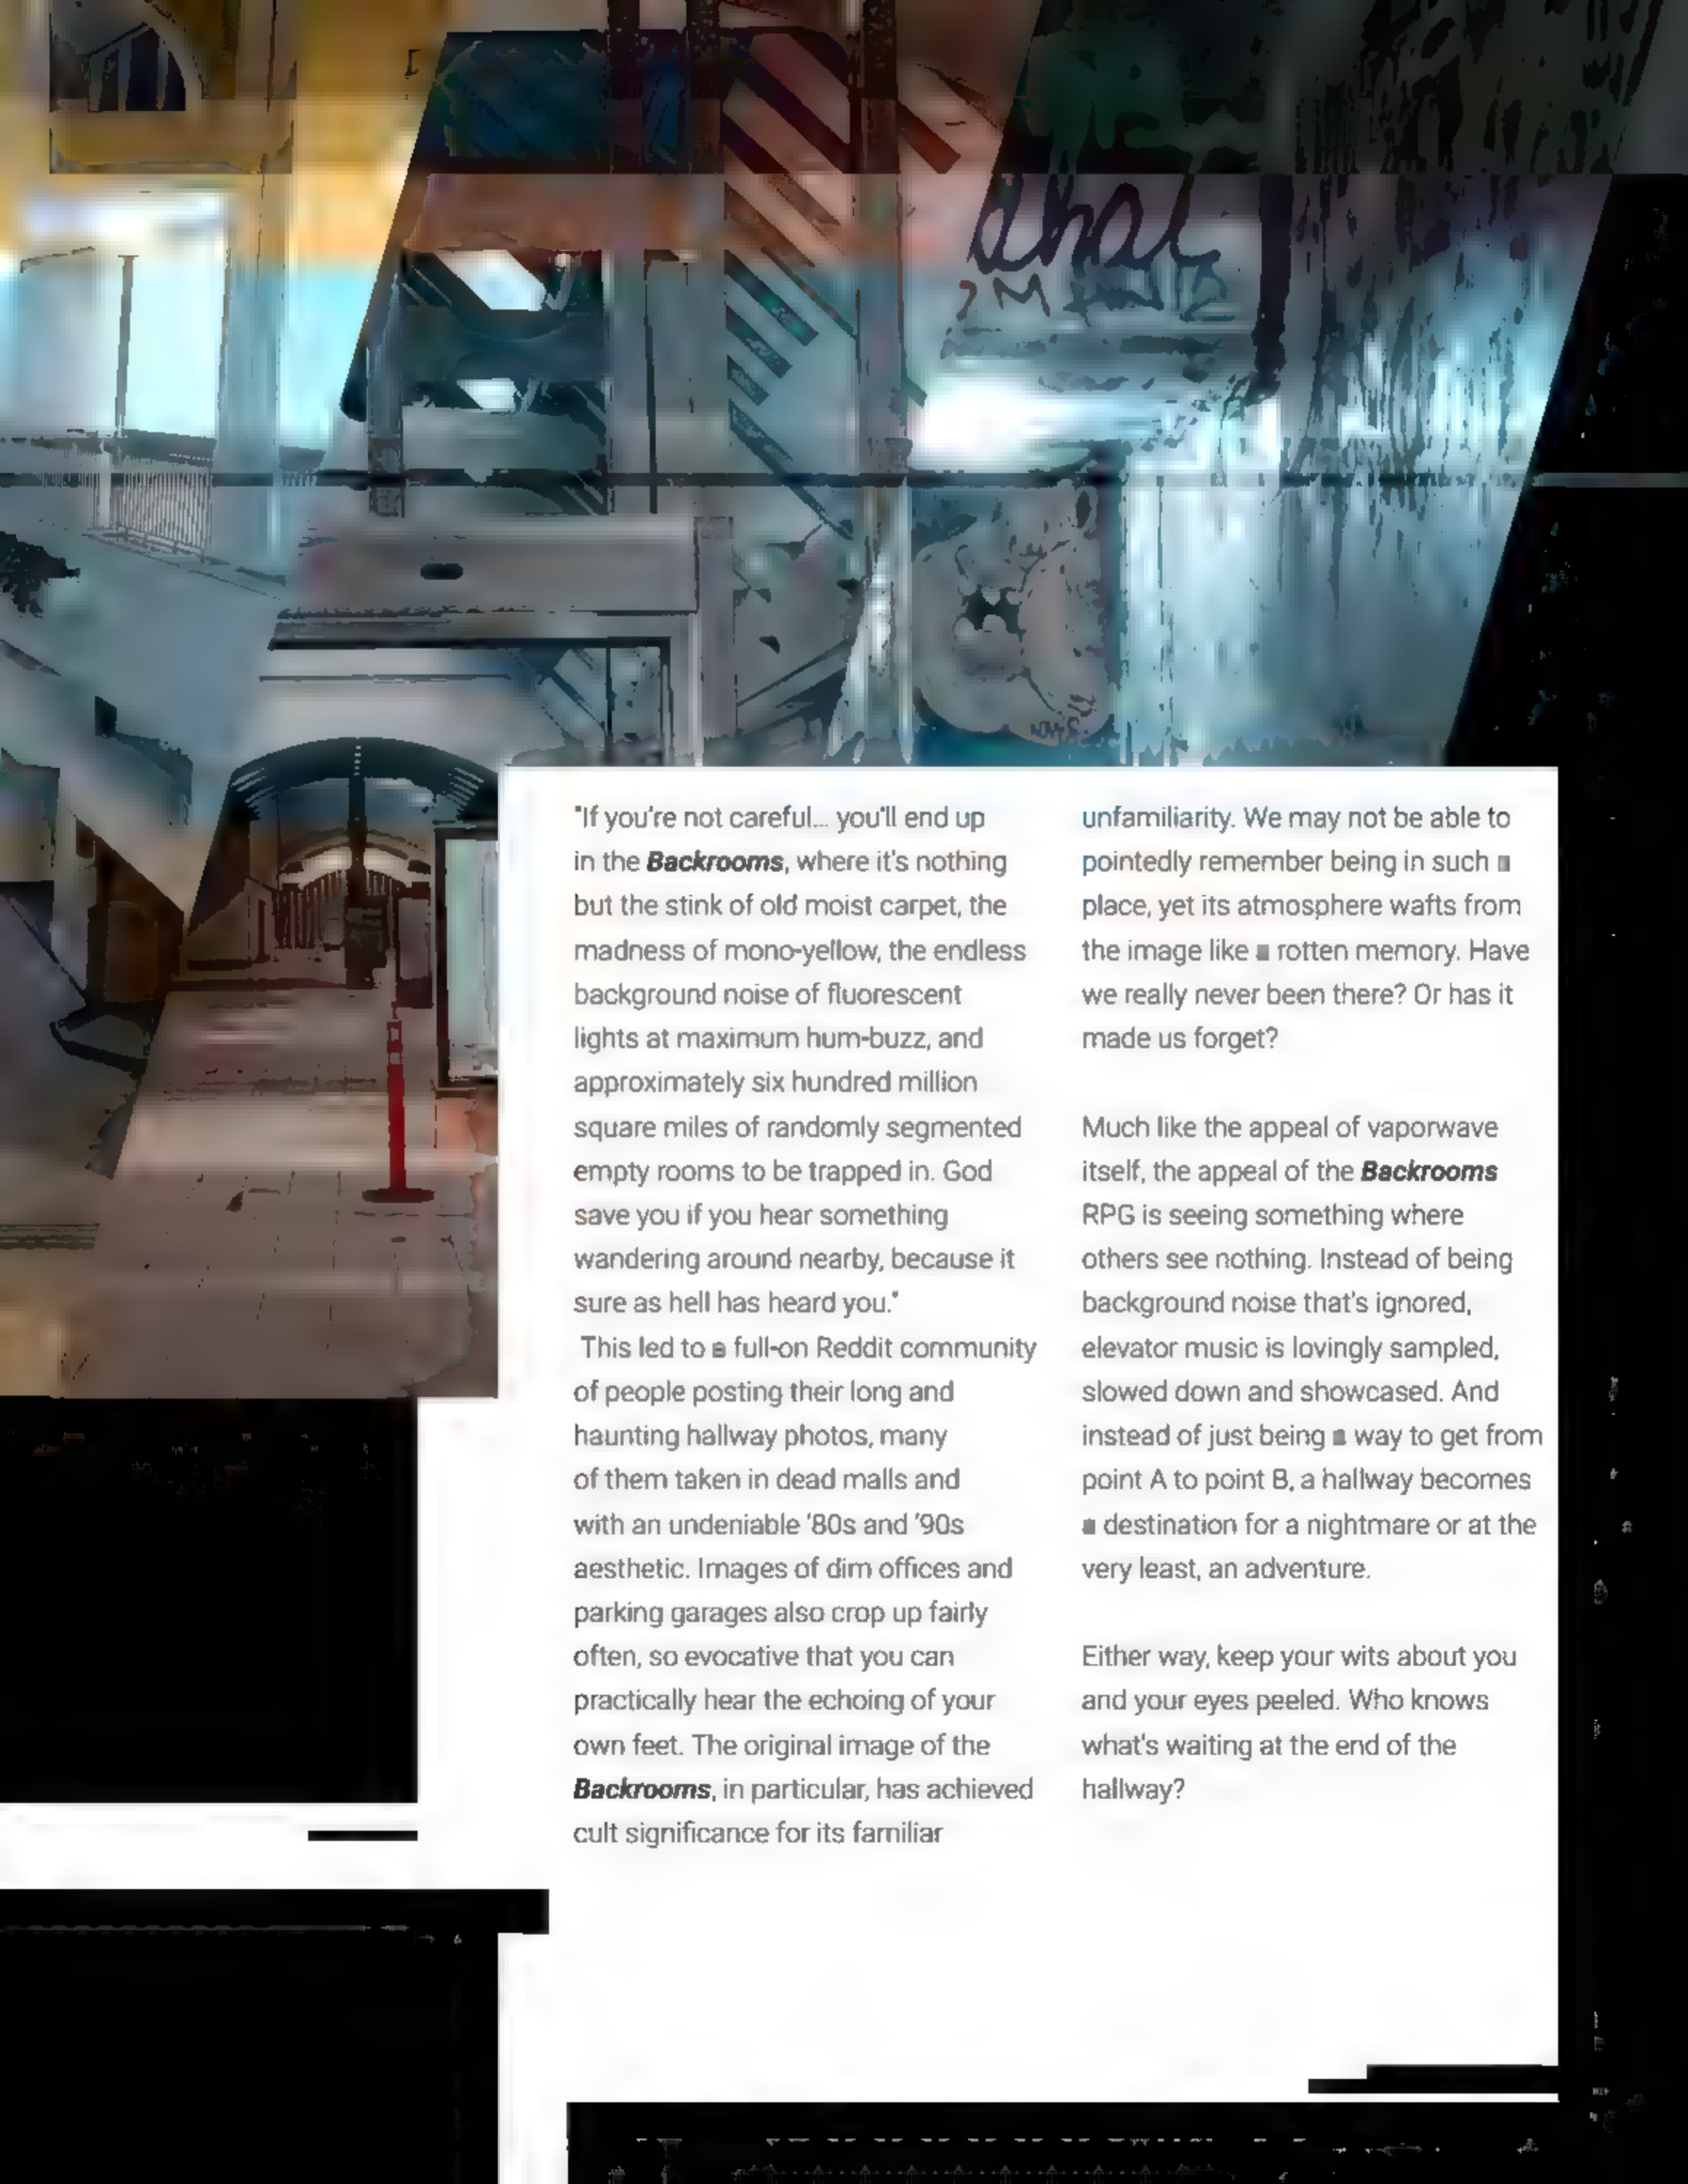 "If you're not careful... you'll end up
in the Backrooms, where it's nothing
but the stink of old moist carpet, the
madness of mono-yellow, the endless
background noise of fluorescent
lights at maximum hum-buzz, and
approximately six hundred million
square miles of randomly segmented
empty rooms to be trapped in. God
save you if you hear something
wandering around nearby, because it
sure as hell has heard you."
This led to a full-on Reddit community
of people posting their long and
haunting hallway photos, many
of them taken in dead malls and
with an undeniable '80s and '90s
aesthetic. Images of dim offices and
parking garages also crop up fairly
often, so evocative that you can
practically hear the echoing of your
own feet. The original image of the
Backrooms, in particular, has achieved
cult significance for its familiar
unfamiliarity. We may not be able to
pointedly remember being in such a
place, yet its atmosphere wafts from
the image like a rotten memory. Have
we really never been there? Or has it
made us forget?
Much like the appeal of vaporwave
itself, the appeal of the Backrooms
RPG is seeing something where
others see nothing. Instead of being
background noise that's ignored,
elevator music is lovingly sampled,
slowed down and showcased. And
instead of just being a way to get from
point A to point B, a hallway becomes
a destination for a nightmare or at the
very least, an adventure.
Either way, keep your wits about you
and your eyes peeled. Who knows
what's waiting at the end of the
hallway?